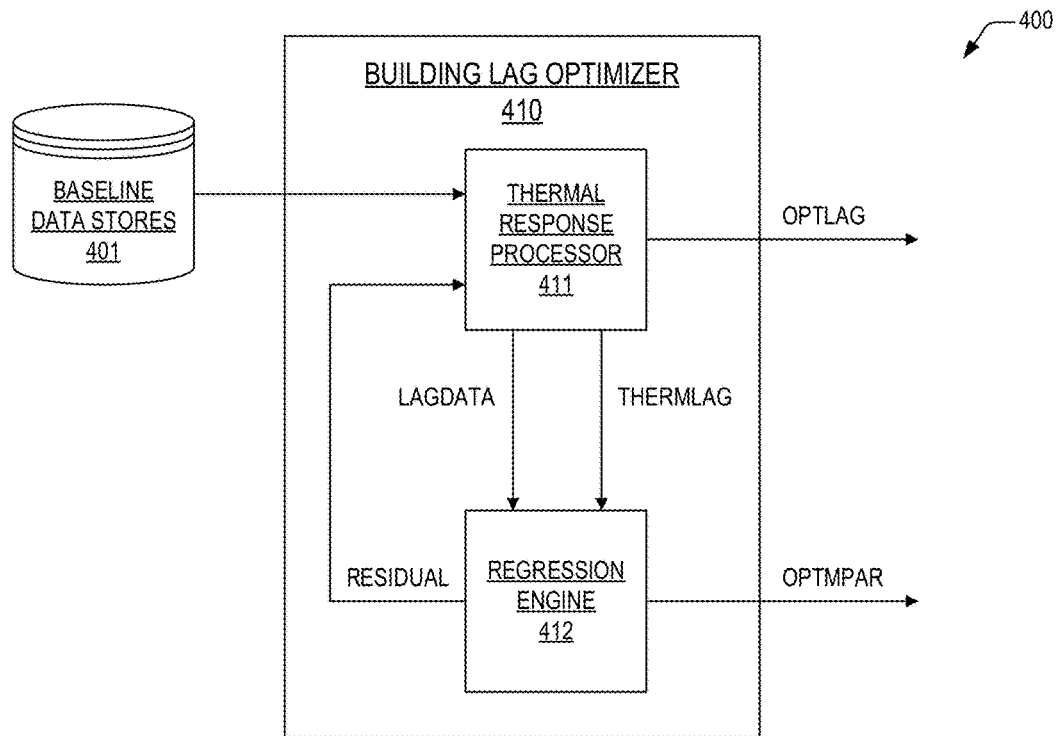 400
BUILDING LAG OPTIMIZER
410
BASELINE
DATA STORES
401
THERMAL
RESPONSE
PROCESSOR
411
OPTLAG
LAGDATA
THERMLAG
RESIDUAL
REGRESSION
ENGINE
412
OPTMPAR